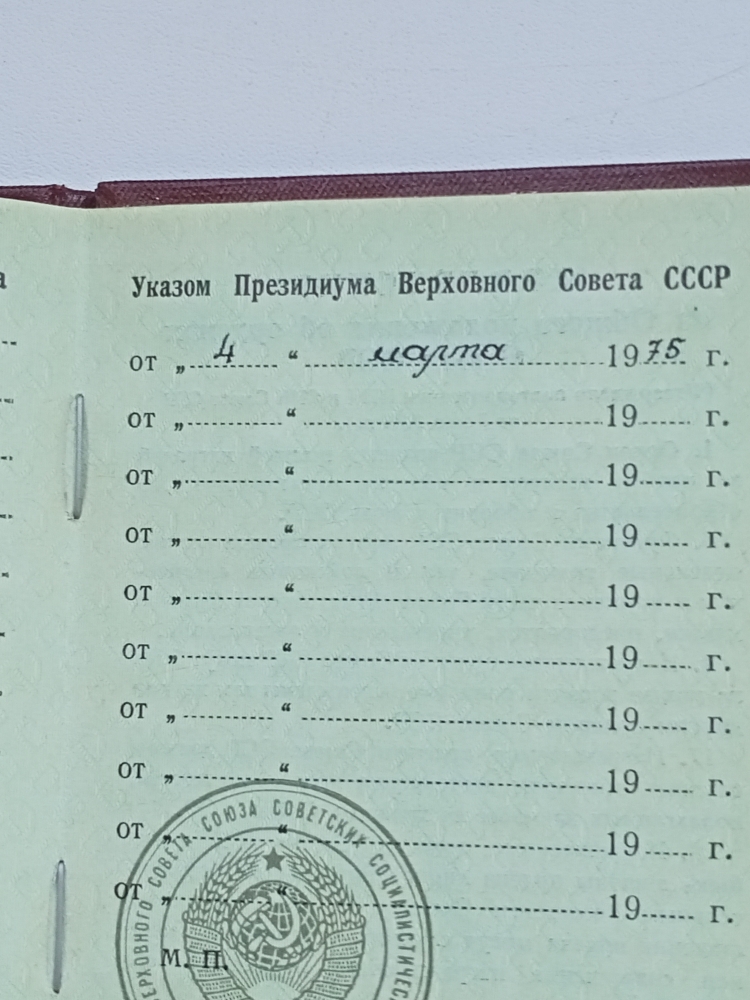 а
Указом Президиума Верховного Совета СССР
от „ 4 “ марта 1975 г.
от „ “ 19 г.
от „ “ 19 г.
от „ “ 19 г.
от „ “ 19 г.
от „ “ 19 г.
от „ “ 19 г.
от „ “ 19 г.
от „ “ 19 г.
от „ “ 19 г.
М. П.
ВЕРХОВНОГО СОВЕТА СОЮЗА СОВЕТСКИХ СОЦИАЛИСТИЧЕС